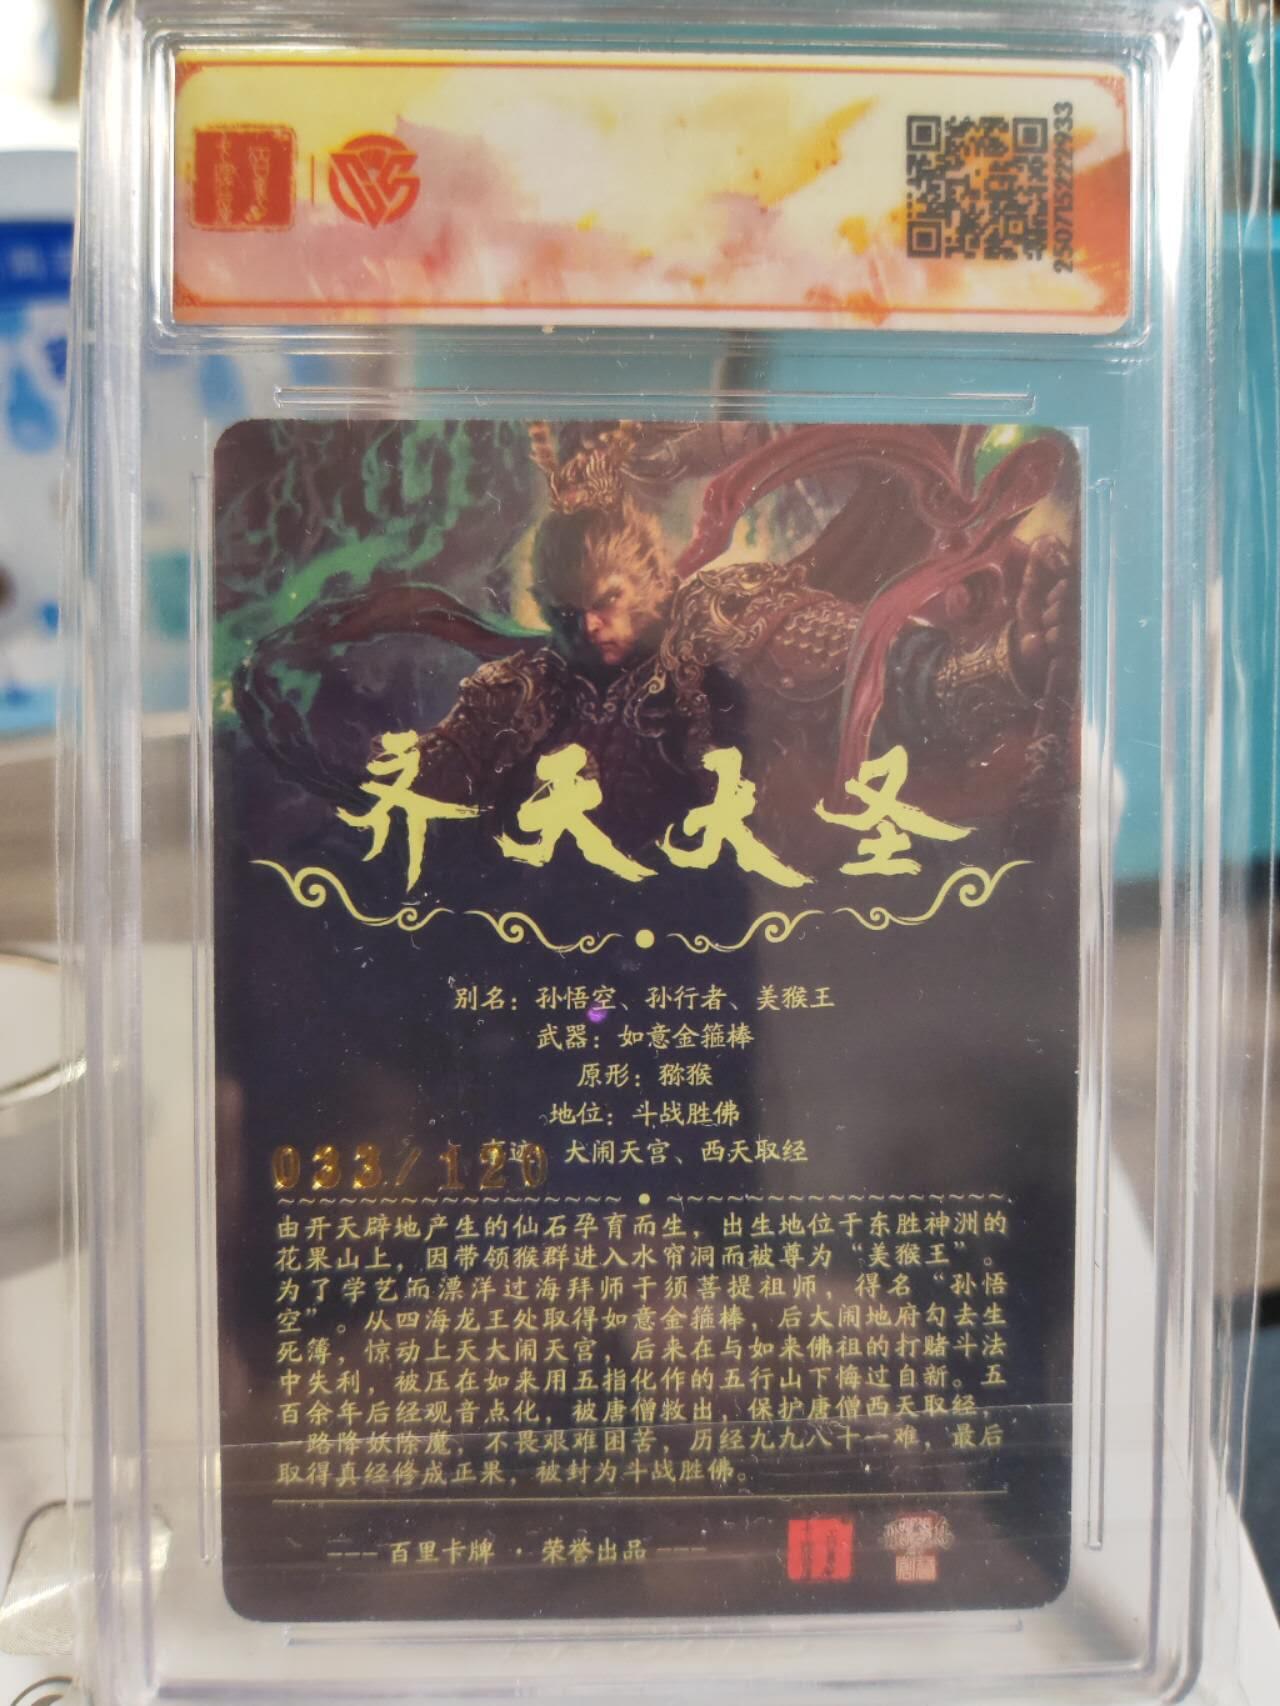 25071522933
齐天大圣
别名：孙悟空、孙行者、美猴王
武器：如意金箍棒
原形：猕猴
地位：斗战胜佛
事迹 大闹天宫、西天取经
033/120
由开天辟地产生的仙石孕育而生，出生地位于东胜神洲的
花果山上，因带领猴群进入水帘洞而被尊为“美猴王”。
为了学艺而漂洋过海拜师于须菩提祖师，得名“孙悟
空”。从四海龙王处取得如意金箍棒，后大闹地府勾去生
死簿，惊动上天大闹天宫，后来在与如来佛祖的打赌斗法
中失利，被压在如来用五指化作的五行山下悔过自新。五
百余年后经观音点化，被唐僧救出，保护唐僧西天取经，
一路降妖除魔，不畏艰难困苦，历经九九八十一难，最后
取得真经修成正果，被封为斗战胜佛。
--- 百里卡牌 · 荣誉出品 ---